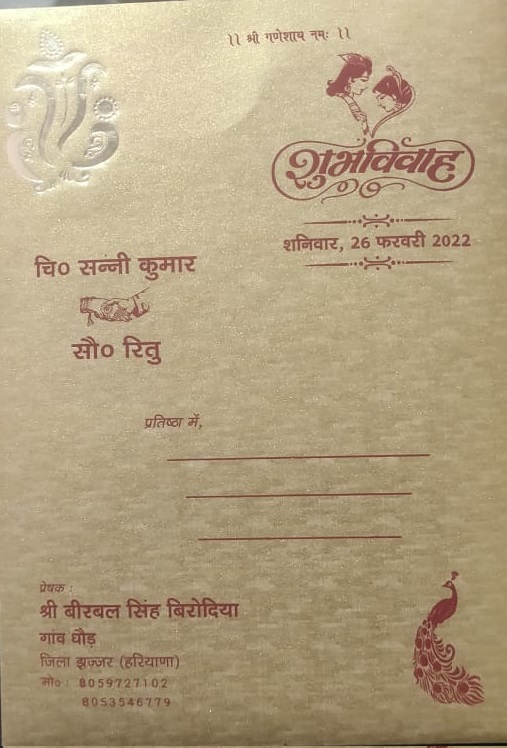 ।। श्री गणेशाय नमः ।।
शुभविवाह
शनिवार, 26 फरवरी 2022
चि० सन्नी कुमार
सौ० रितु
प्रतिष्ठा में,
प्रेषक :
श्री बीरबल सिंह बिरोदिया
गांव धौड़
जिला झज्जर (हरियाणा)
मो० : 8059727102
8053546779